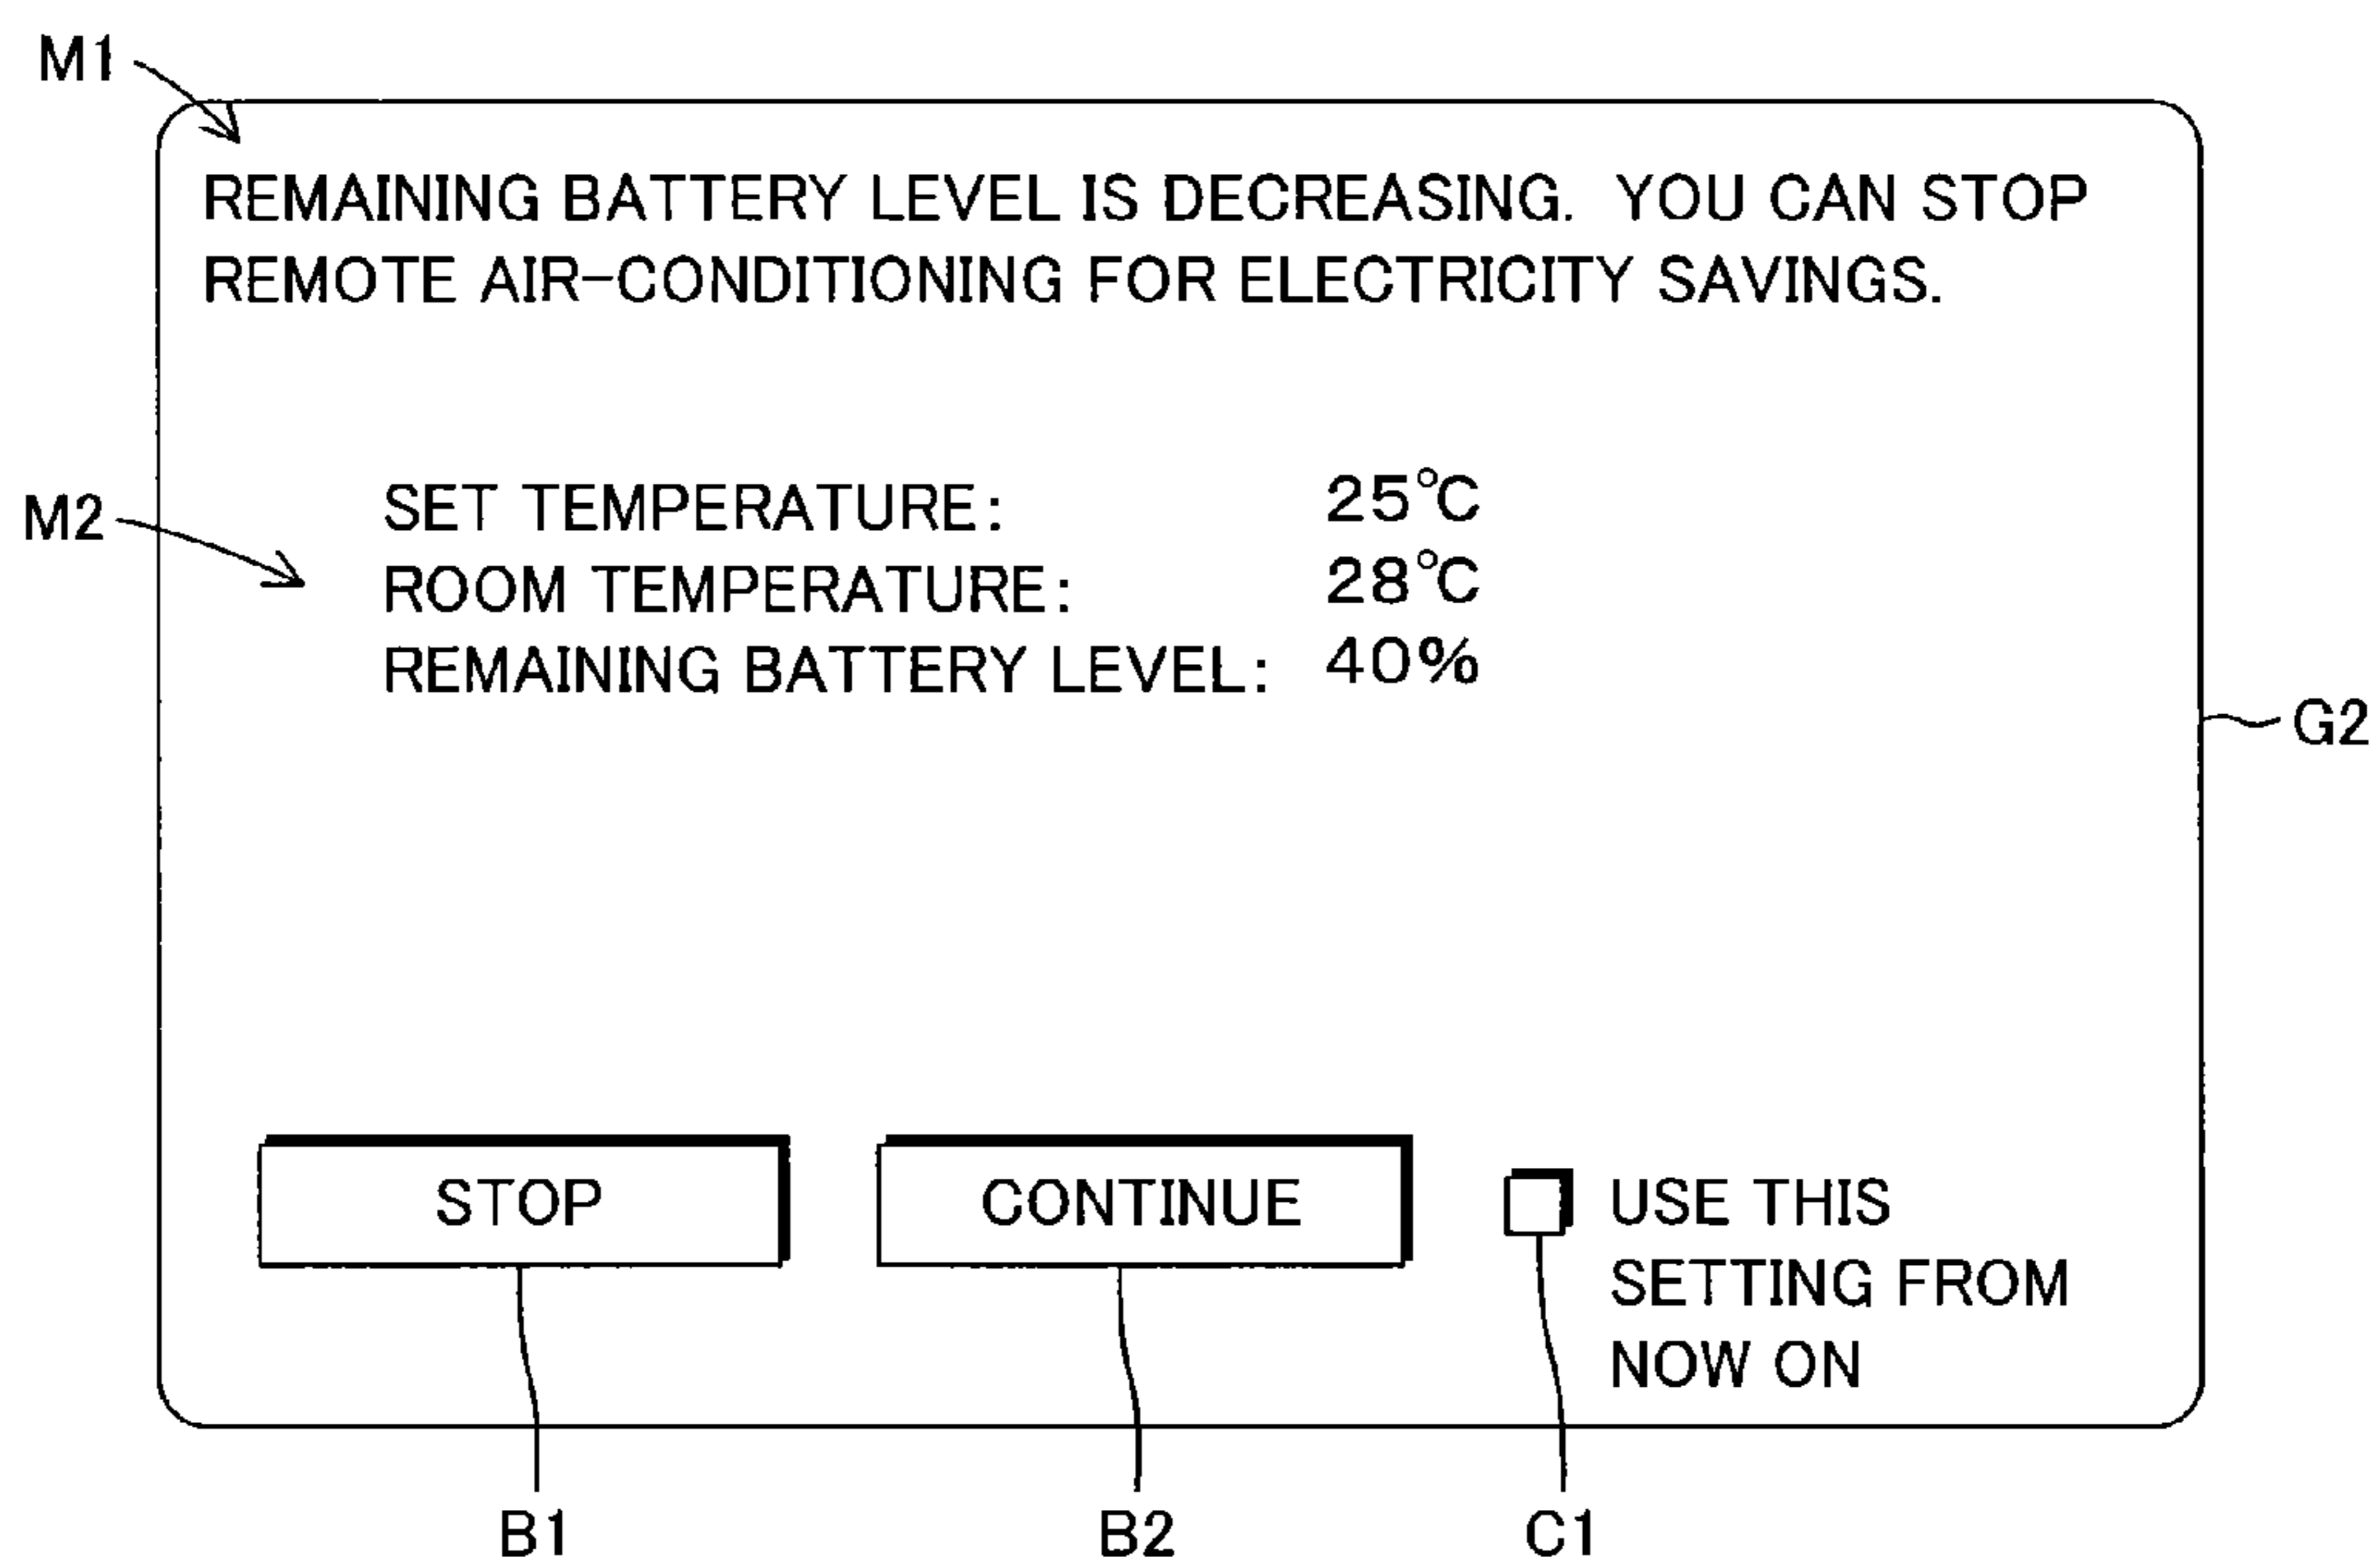 M1
REMAINING BATTERY LEVEL IS DECREASING. YOU CAN STOP
REMOTE AIR-CONDITIONING FOR ELECTRICITY SAVINGS.
M2
SET TEMPERATURE: 25°C
ROOM TEMPERATURE: 28°C
REMAINING BATTERY LEVEL: 40%
G2
STOP
CONTINUE
USE THIS
SETTING FROM
NOW ON
B1
B2
C1